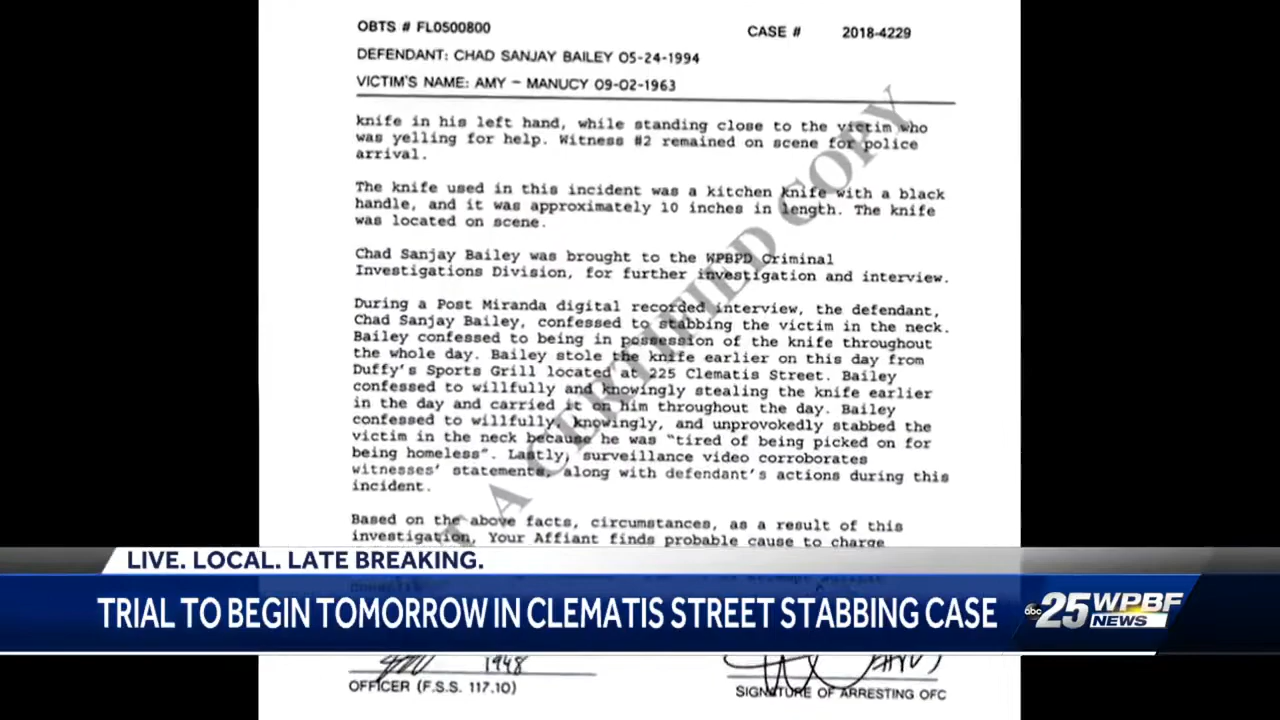 OBTS # FL0500800 CASE # 2018-4229
DEFENDANT: CHAD SANJAY BAILEY 05-24-1994
VICTIM'S NAME: AMY - MANUCY 09-02-1963
knife in his left hand, while standing close to the victim who
was yelling for help. Witness #2 remained on scene for police
arrival.
The knife used in this incident was a kitchen knife with a black
handle, and it was approximately 10 inches in length. The knife
was located on scene.
Chad Sanjay Bailey was brought to the WPBPD Criminal
Investigations Division, for further investigation and interview.
During a Post Miranda digital recorded interview, the defendant,
Chad Sanjay Bailey, confessed to stabbing the victim in the neck.
Bailey confessed to being in possession of the knife throughout
the whole day. Bailey stole the knife earlier on this day from
Duffy's Sports Grill located at 225 Clematis Street. Bailey
confessed to willfully and knowingly stealing the knife earlier
in the day and carried it on him throughout the day. Bailey
confessed to willfully, knowingly, and unprovokedly stabbed the
victim in the neck because he was "tired of being picked on for
being homeless". Lastly, surveillance video corroborates
witnesses' statements, along with defendant's actions during this
incident.
Based on the above facts, circumstances, as a result of this
investigation, Your Affiant finds probable cause to charge
A CERTIFIED COPY
LIVE. LOCAL. LATE BREAKING.
TRIAL TO BEGIN TOMORROW IN CLEMATIS STREET STABBING CASE
abc 25 WPBF
NEWS
1948
OFFICER (F.S.S. 117.10) SIGNATURE OF ARRESTING OFC